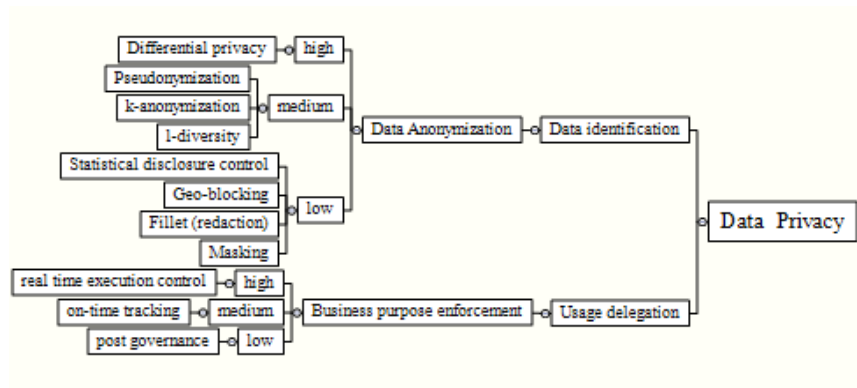 Differential privacy
high
Pseudonymization
k-anonymization
medium
l-diversity
Data Anonymization
Data identification
Statistical disclosure control
Geo-blocking
low
Fillet (redaction)
Masking
Data Privacy
real time execution control
high
on-time tracking
medium
Business purpose enforcement
Usage delegation
post governance
low